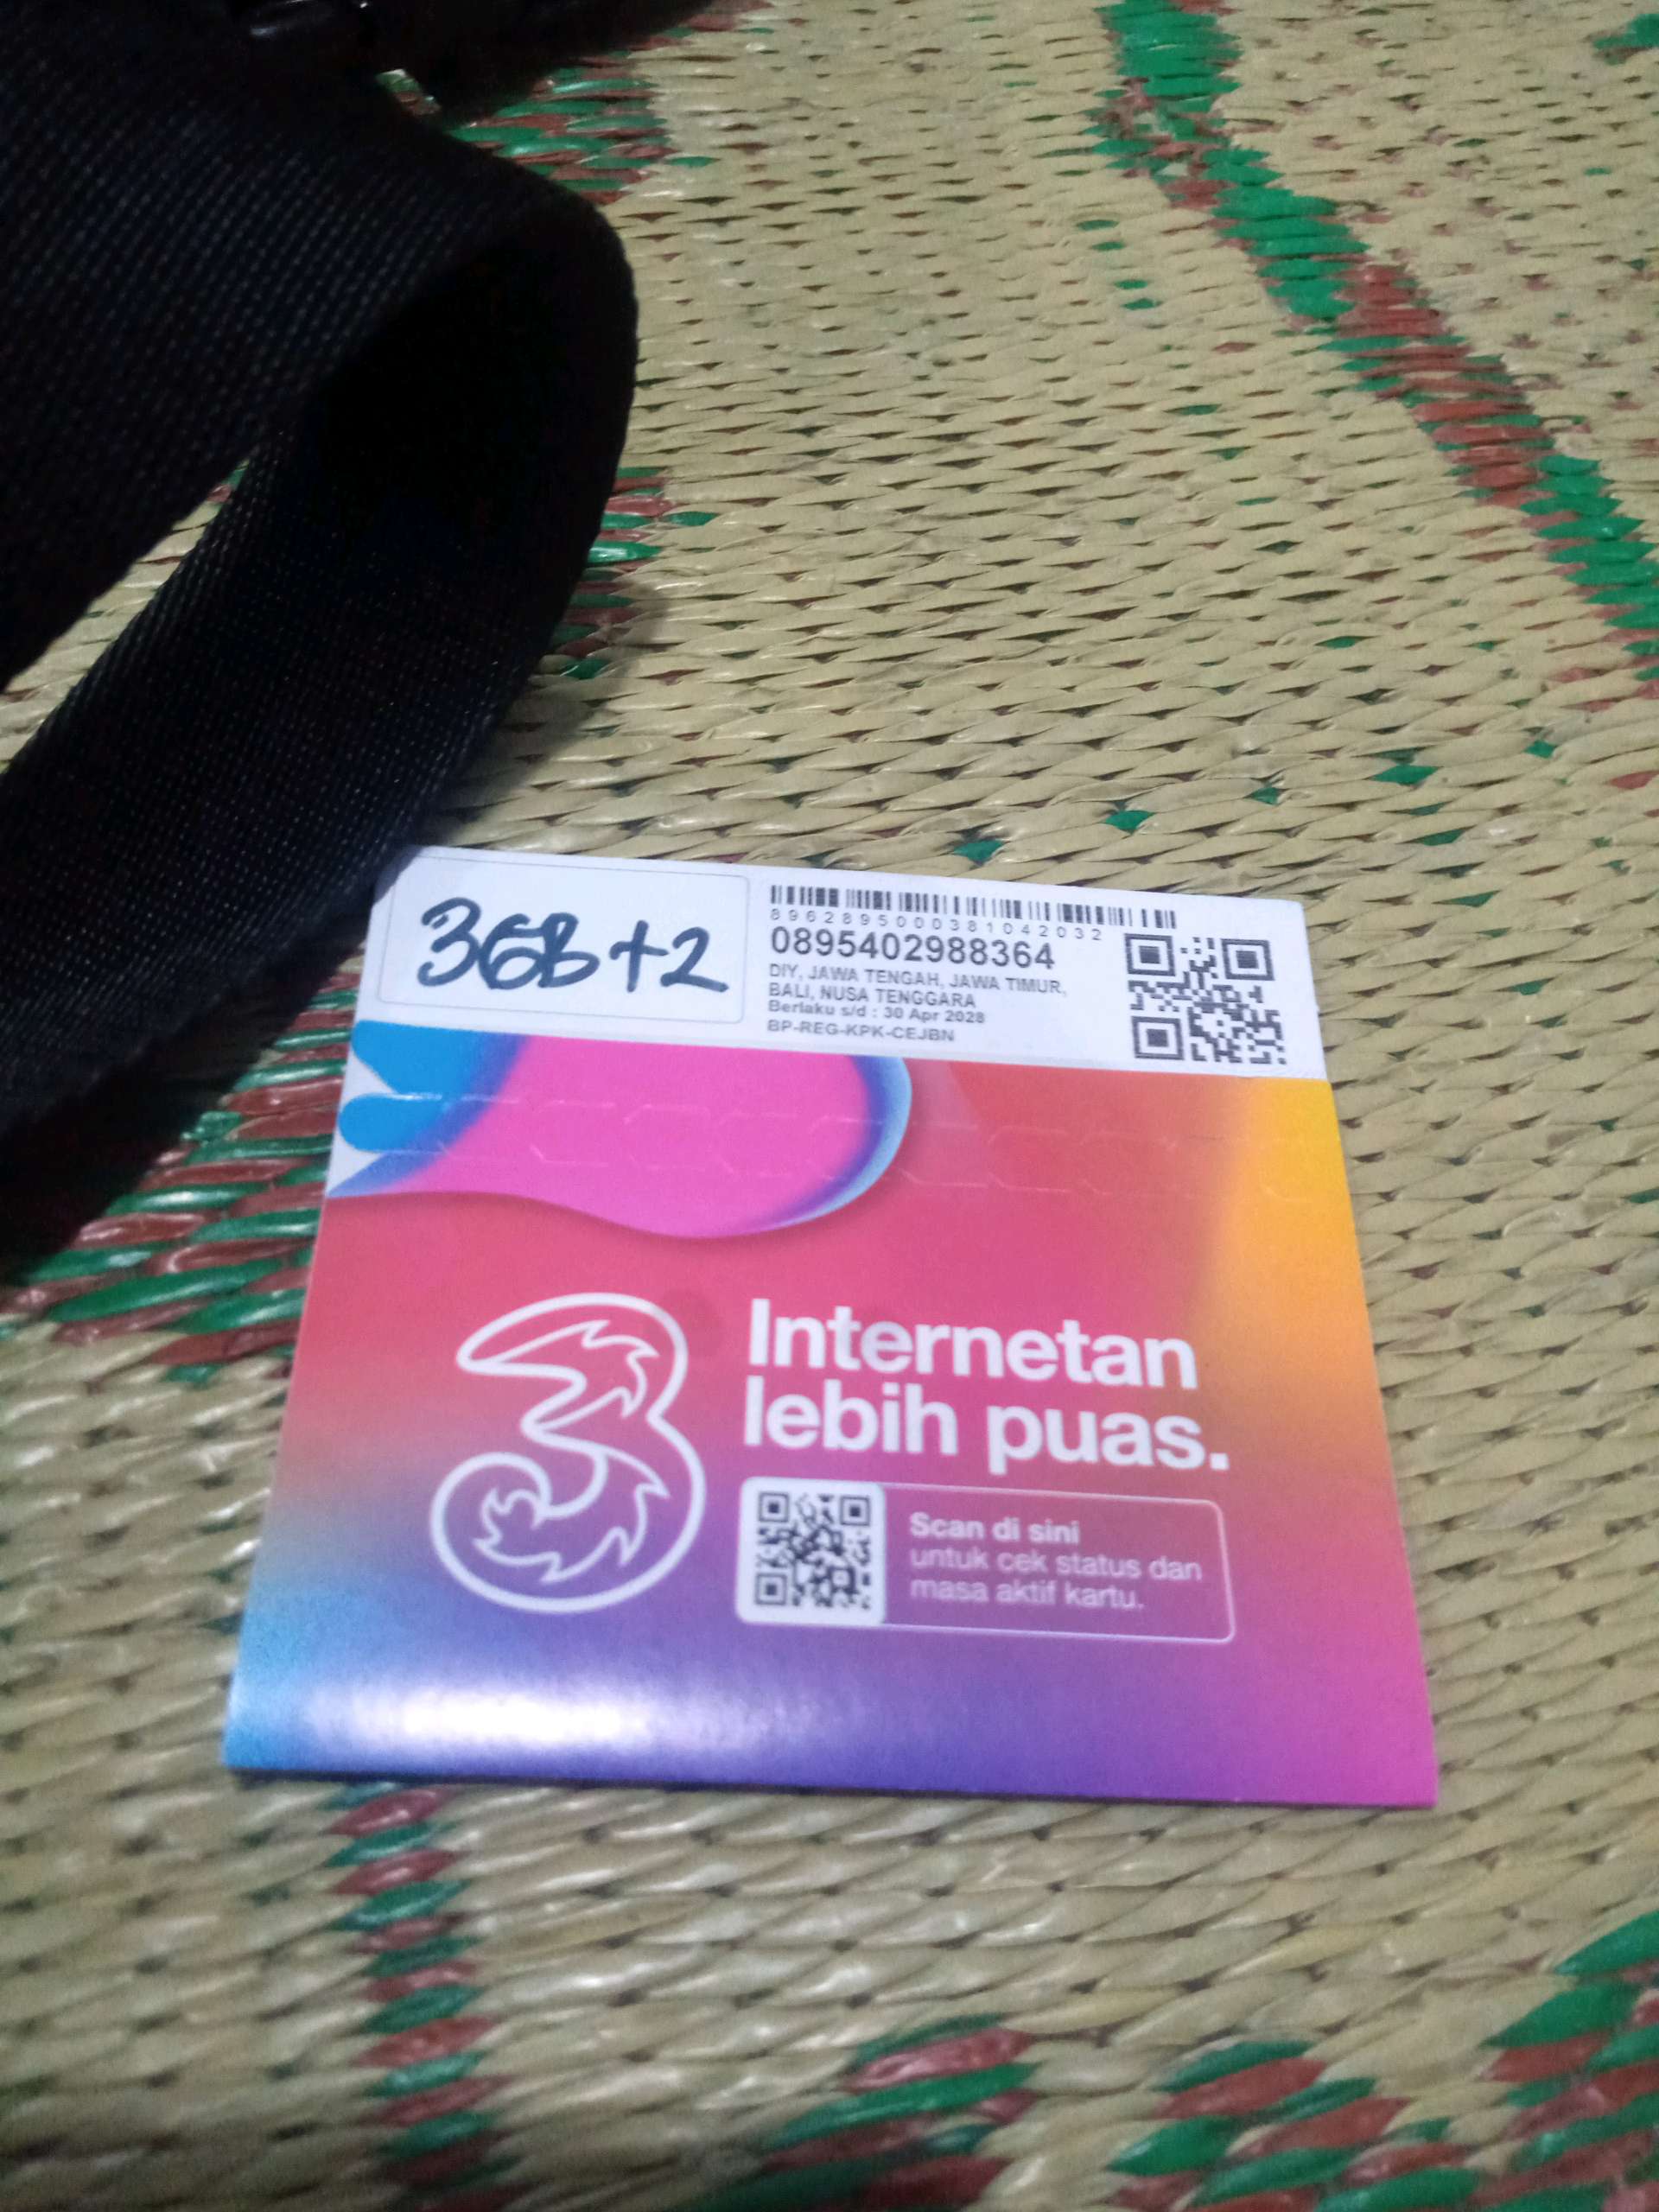 3GB+2
8962895000381042032
0895402988364
DIY, JAWA TENGAH, JAWA TIMUR,
BALI, NUSA TENGGARA
Berlaku s/d : 30 Apr 2028
BP-REG-KPK-CEJBN
3
Internetan
lebih puas.
Scan di sini
untuk cek status dan
masa aktif kartu.